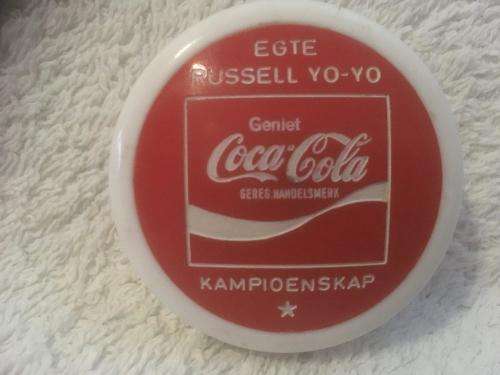 EGTE
RUSSELL YO-YO
Geniet
Coca-Cola
GEREG. HANDELSMERK
KAMPIOENSKAP